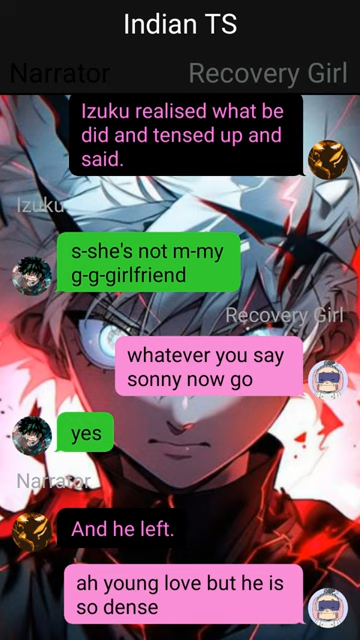 Indian TS
Narrator
Recovery Girl
Izuku realised what be
did and tensed up and
said.
Izuku
s-she's not m-my
g-g-girlfriend
Recovery Girl
whatever you say
sonny now go
yes
Narrator
And he left.
ah young love but he is
so dense